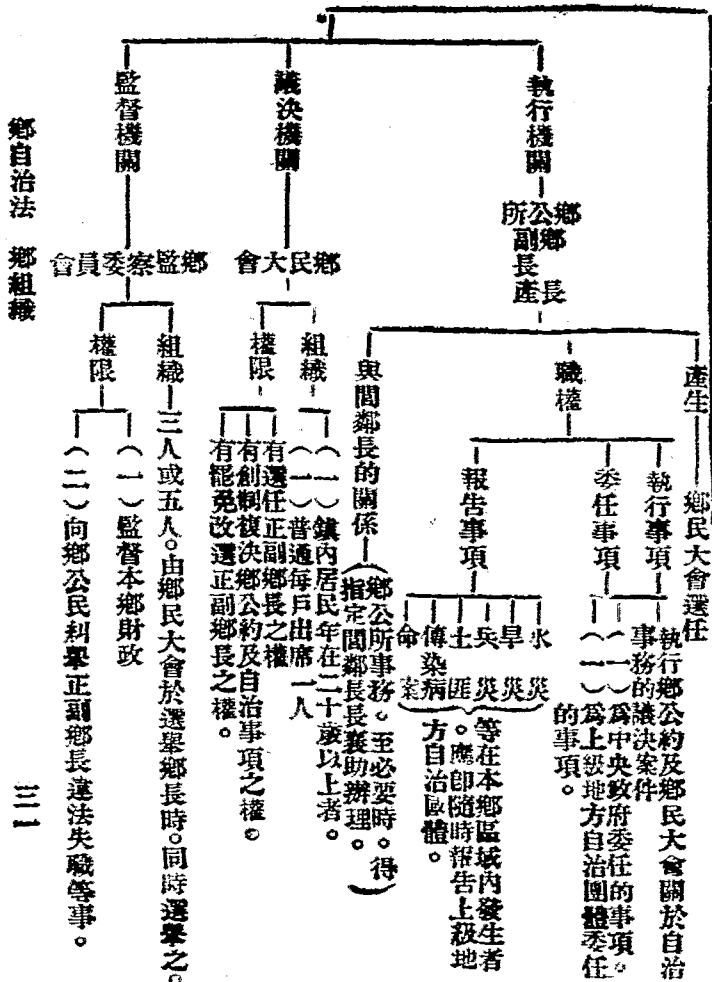 執行機關
鄉公所
鄉長
副鄉長產
產生
鄉民大會選任
職權
執行事項
執行鄉公約及鄉民大會關於自治
事務的議決案件
委任事項
(一)為中央政府委任的事項。
(一)為上級地方自治團體委任
的事項。
報告事項
水災
旱災
兵災
土匪
傳染病
命案
等在本鄉區域內發生者
。應即隨時報告上級地
方自治團體。
與閭鄰長的關係
(鄉公所事務。至必要時。得
指定閭鄰長襄助辦理。)
議決機關
鄉民大會
組織
(一)鎮內居民年在二十歲以上者。
(一)普通每戶出席一人
權限
有選任正副鄉長之權
有創制複決鄉公約及自治事項之權。
有罷免改選正副鄉長之權。
監督機關
鄉監察委員會
組織
三人或五人。由鄉民大會於選舉鄉長時。同時選舉之。
權限
(一)監督本鄉財政
(二)向鄉公民糾舉正副鄉長違法失職等事。
鄉自治法 鄉組織
三一